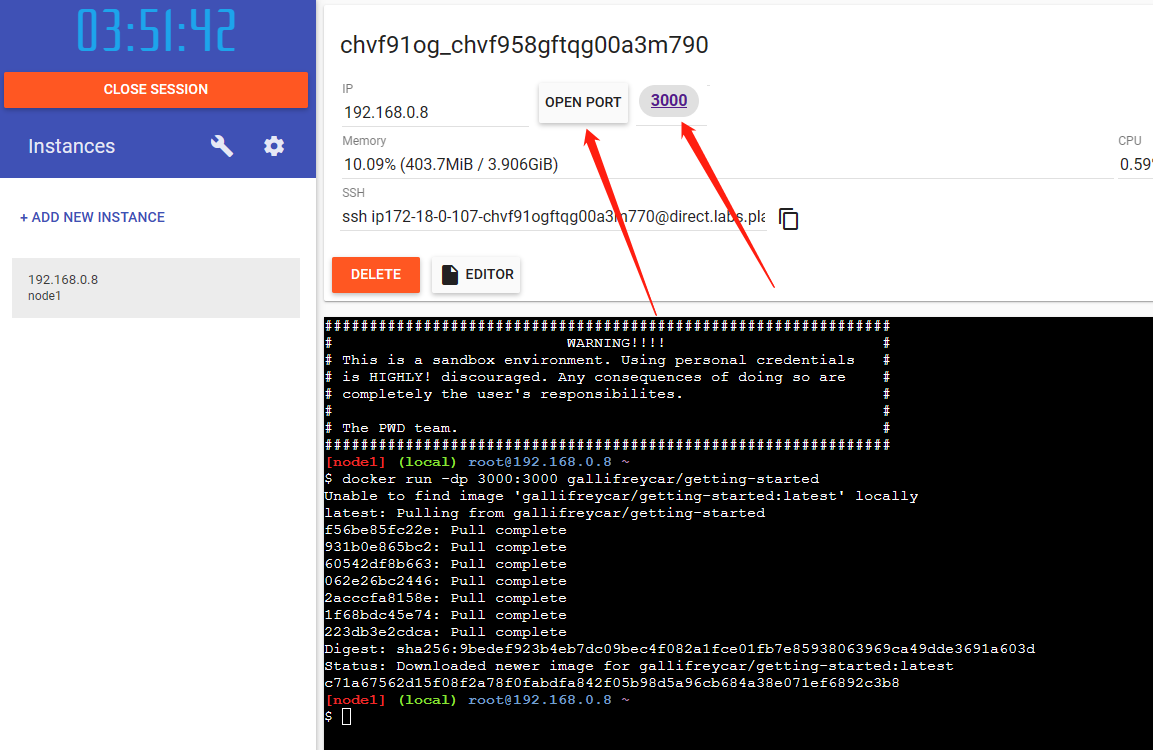 03:51:42
CLOSE SESSION
Instances
+ ADD NEW INSTANCE
192.168.0.8
node1
chvf91og_chvf958gftqg00a3m790
IP
192.168.0.8
OPEN PORT
3000
Memory
10.09% (403.7MiB / 3.906GiB)
CPU
0.59%
SSH
ssh ip172-18-0-107-chvf91ogftqg00a3m770@direct.labs.pla
DELETE
EDITOR
###############################################################
# WARNING!!!! #
# This is a sandbox environment. Using personal credentials #
# is HIGHLY! discouraged. Any consequences of doing so are #
# completely the user's responsibilites. #
# #
# The PWD team. #
###############################################################
[node1] (local) root@192.168.0.8 ~
$ docker run -dp 3000:3000 gallifreycar/getting-started
Unable to find image 'gallifreycar/getting-started:latest' locally
latest: Pulling from gallifreycar/getting-started
f56be85fc22e: Pull complete
931b0e865bc2: Pull complete
60542df8b663: Pull complete
062e26bc2446: Pull complete
2acccfa8158e: Pull complete
1f68bdc45e74: Pull complete
223db3e2cdca: Pull complete
Digest: sha256:9bedef923b4eb7dc09bec4f082a1fce01fb7e85938063969ca49dde3691a603d
Status: Downloaded newer image for gallifreycar/getting-started:latest
c71a67562d15f08f2a78f0fabdfa842f05b98d5a96cb684a38e071ef6892c3b8
[node1] (local) root@192.168.0.8 ~
$